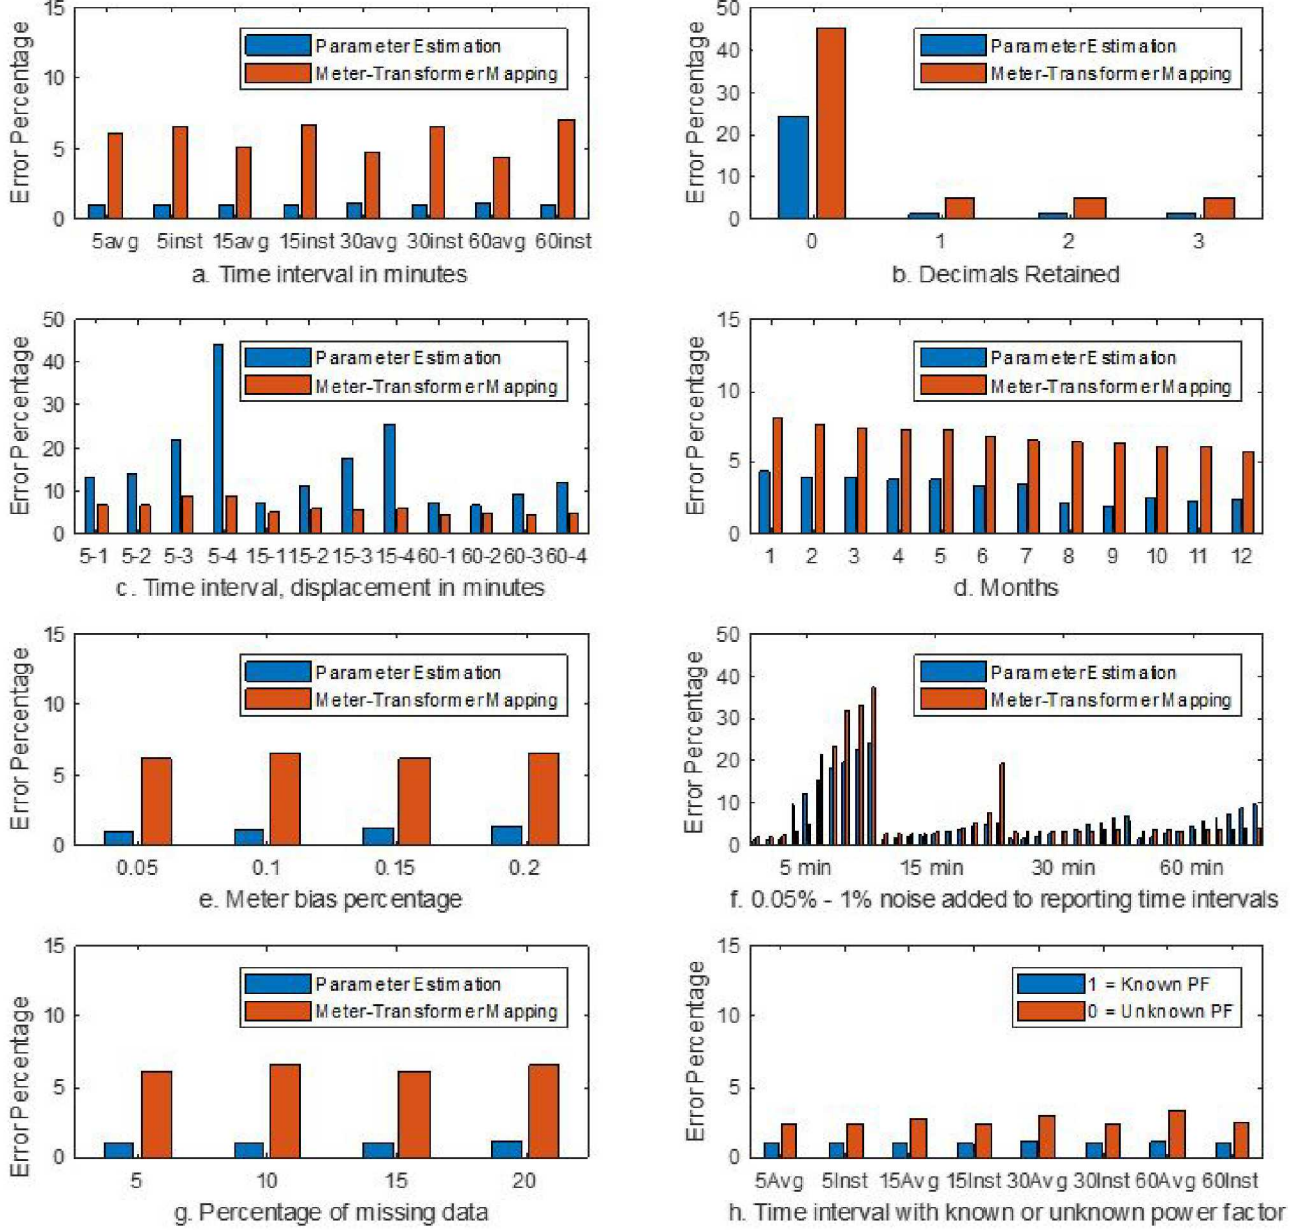 15
10
5
0
Error Percentage
Parameter Estimation
Meter-Transformer Mapping
5avg 5inst 15avg 15inst 30avg 30inst 60avg 60inst
a. Time interval in minutes
50
40
30
20
10
0
Error Percentage
Parameter Estimation
Meter-Transformer Mapping
0 1 2 3
b. Decimals Retained
50
40
30
20
10
0
Error Percentage
Parameter Estimation
Meter-Transformer Mapping
5-1 5-2 5-3 5-4 15-1 15-2 15-3 15-4 60-1 60-2 60-3 60-4
c. Time interval, displacement in minutes
15
10
5
0
Error Percentage
Parameter Estimation
Meter-Transformer Mapping
1 2 3 4 5 6 7 8 9 10 11 12
d. Months
15
10
5
0
Error Percentage
Parameter Estimation
Meter-Transformer Mapping
0.05 0.1 0.15 0.2
e. Meter bias percentage
50
40
30
20
10
0
Error Percentage
Parameter Estimation
Meter-Transformer Mapping
5 min 15 min 30 min 60 min
f. 0.05% - 1% noise added to reporting time intervals
15
10
5
0
Error Percentage
Parameter Estimation
Meter-Transformer Mapping
5 10 15 20
g. Percentage of missing data
15
10
5
0
Error Percentage
1 = Known PF
0 = Unknown PF
5Avg 5Inst 15Avg 15Inst 30Avg 30Inst 60Avg 60Inst
h. Time interval with known or unknown power factor